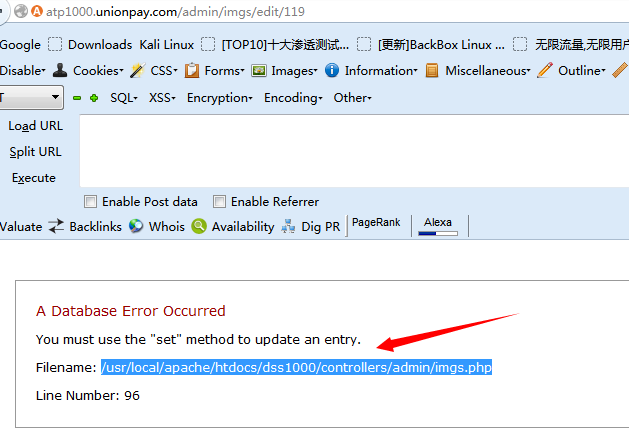 atp1000.unionpay.com/admin/imgs/edit/119
Google Downloads Kali Linux [TOP10]十大渗透测试... [更新]BackBox Linux ... 无限流量,无限用户
Disable Cookies CSS Forms Images Information Miscellaneous Outline
T SQL XSS Encryption Encoding Other
Load URL
Split URL
Execute
Enable Post data Enable Referrer
Valuate Backlinks Whois Availability Dig PR PageRank Alexa
A Database Error Occurred
You must use the "set" method to update an entry.
Filename: /usr/local/apache/htdocs/dss1000/controllers/admin/imgs.php
Line Number: 96